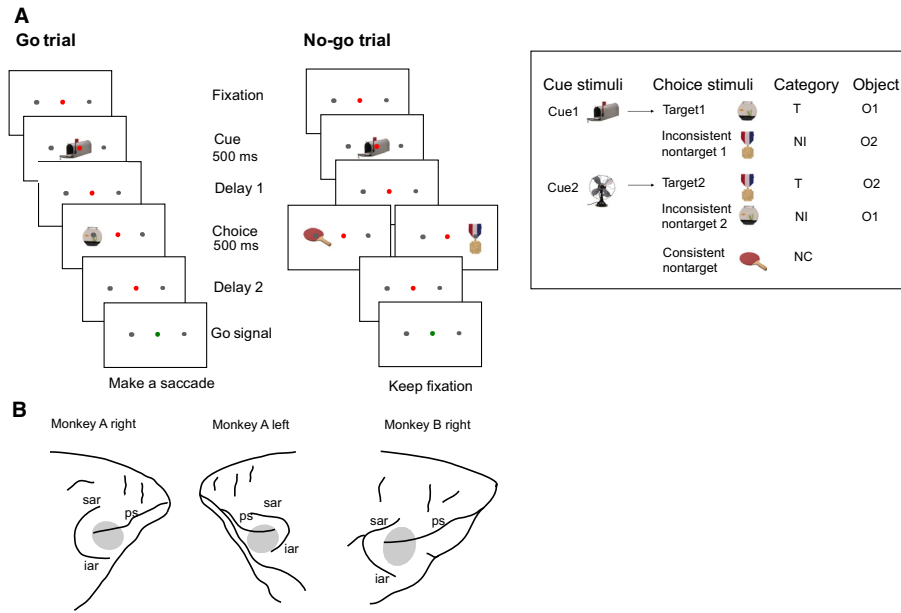 A
Go trial
No-go trial
Fixation
Cue
500 ms
Delay 1
Choice
500 ms
Delay 2
Go signal
Make a saccade
Keep fixation
Cue stimuli Choice stimuli Category Object
Cue1 Target1 T O1
Inconsistent
nontarget 1 NI O2
Cue2 Target2 T O2
Inconsistent
nontarget 2 NI O1
Consistent NC
nontarget
B
Monkey A right
Monkey A left
Monkey B right
sar
ps
iar
sar
ps
iar
sar
ps
iar